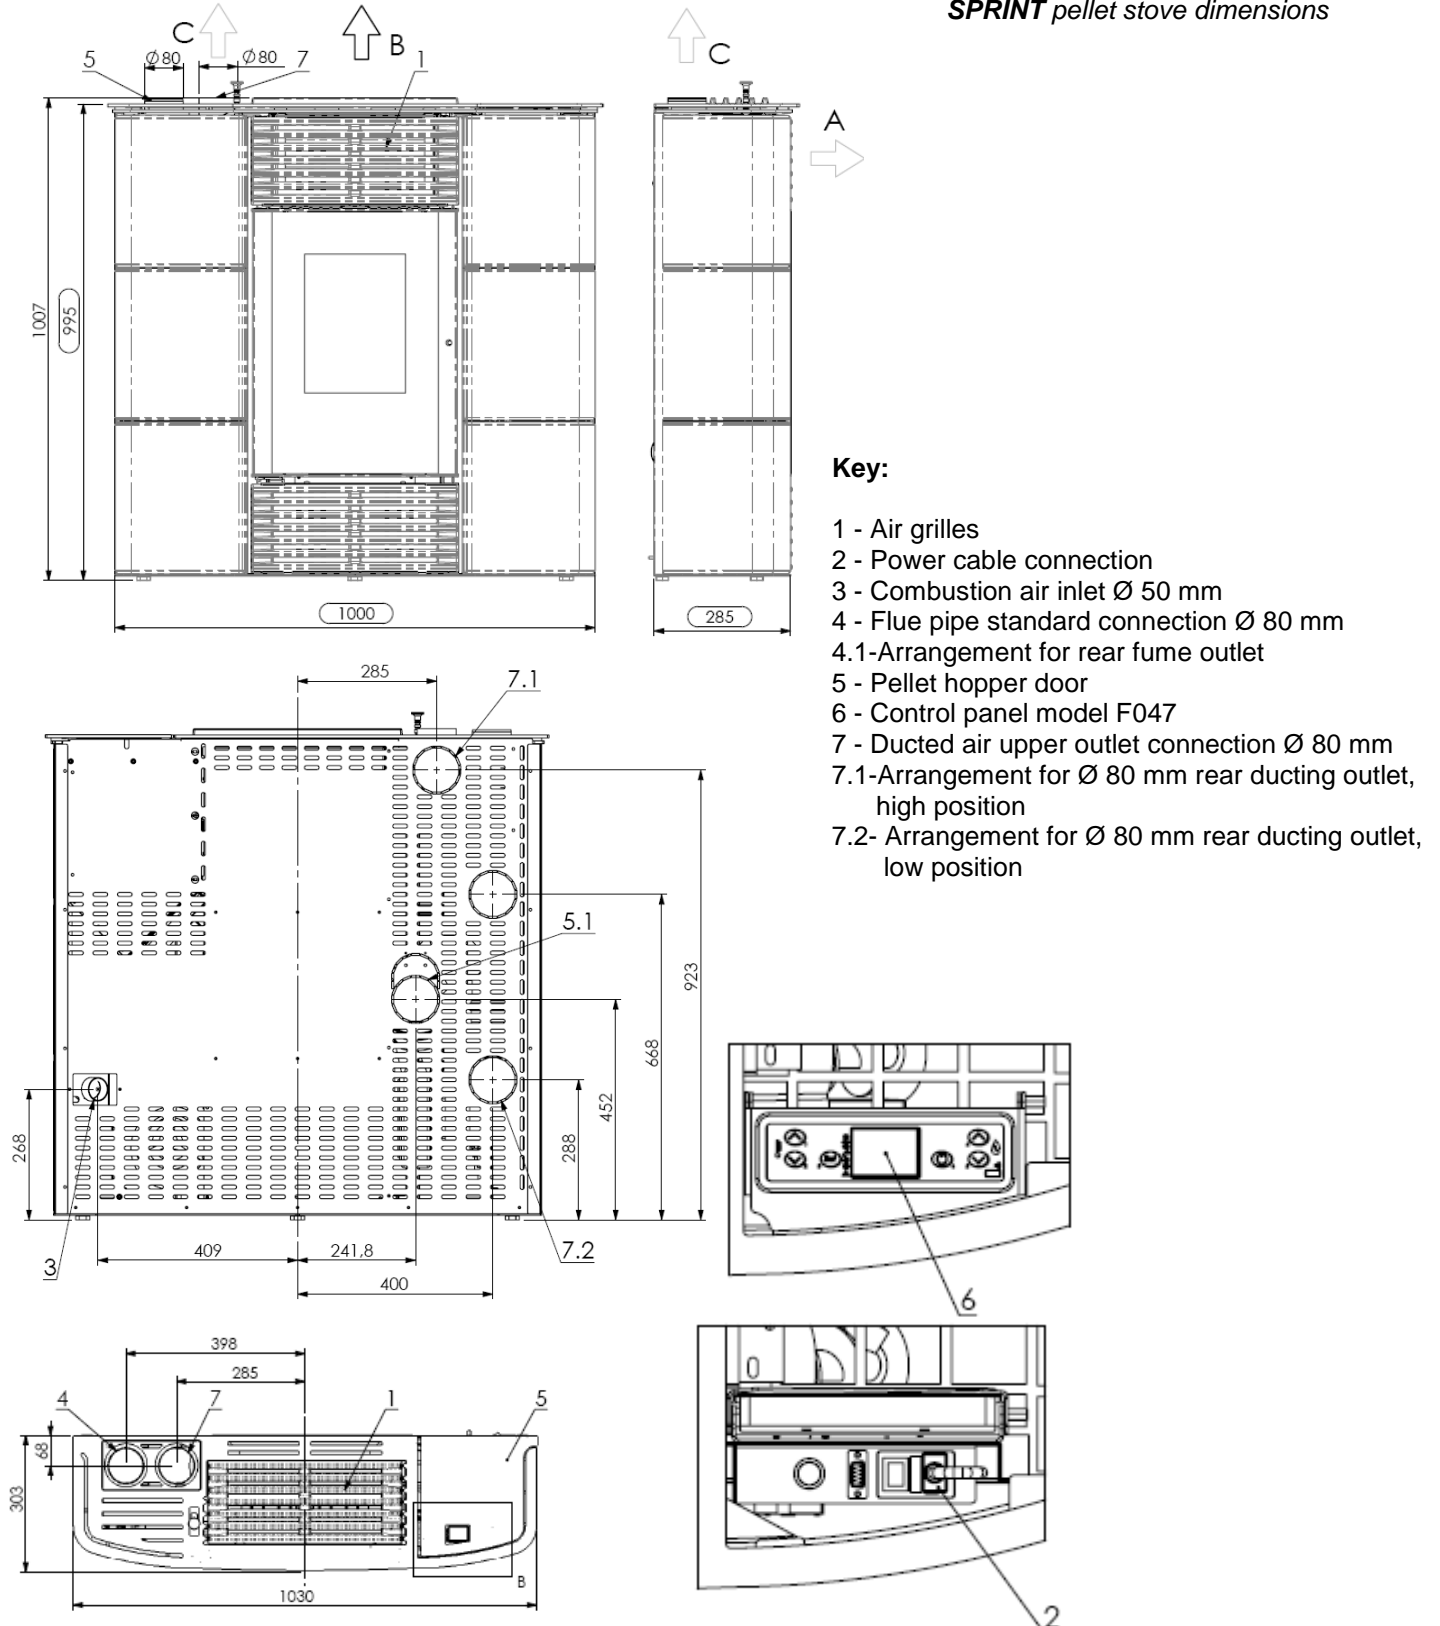 SPRINT pellet stove dimensions
C
B
C
5
Ø80
Ø80
7
1
A
1007
995
1000
285
Key:
1 - Air grilles
2 - Power cable connection
3 - Combustion air inlet Ø 50 mm
4 - Flue pipe standard connection Ø 80 mm
4.1-Arrangement for rear fume outlet
5 - Pellet hopper door
6 - Control panel model F047
7 - Ducted air upper outlet connection Ø 80 mm
7.1-Arrangement for Ø 80 mm rear ducting outlet,
high position
7.2- Arrangement for Ø 80 mm rear ducting outlet,
low position
285
7.1
5.1
923
668
452
288
268
3
409
241,8
7.2
400
6
398
285
4
7
1
5
68
303
B
1030
2